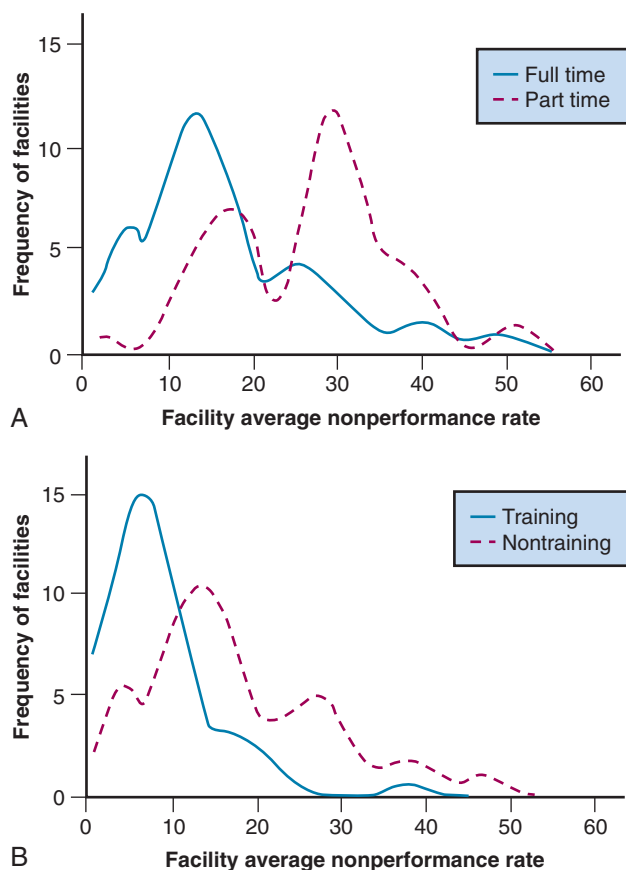 15
10
5
0
Frequency of facilities
Full time
Part time
0 10 20 30 40 50 60
Facility average nonperformance rate
A
15
10
5
0
Frequency of facilities
Training
Nontraining
0 10 20 30 40 50 60
Facility average nonperformance rate
B